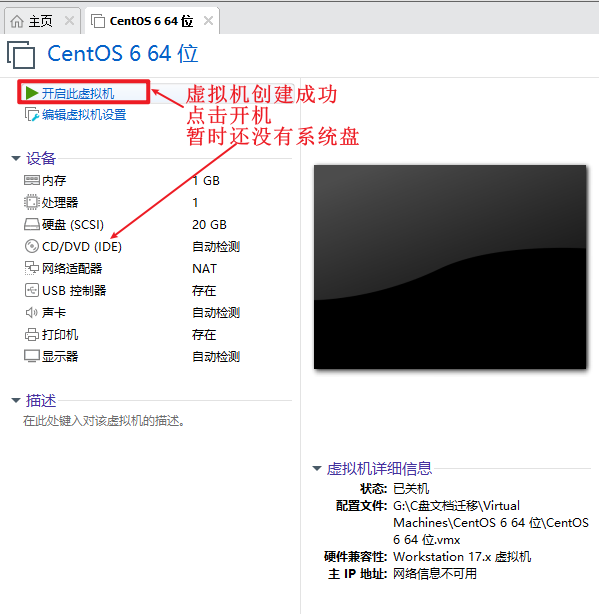 主页
CentOS 6 64 位
CentOS 6 64 位
开启此虚拟机
编辑虚拟机设置
虚拟机创建成功
点击开机
暂时还没有系统盘
设备
内存 1 GB
处理器 1
硬盘 (SCSI) 20 GB
CD/DVD (IDE) 自动检测
网络适配器 NAT
USB 控制器 存在
声卡 自动检测
打印机 存在
显示器 自动检测
描述
在此处键入对该虚拟机的描述。
虚拟机详细信息
状态: 已关机
配置文件: G:\C盘文档迁移\Virtual
Machines\CentOS 6 64 位\CentOS
6 64 位.vmx
硬件兼容性: Workstation 17.x 虚拟机
主 IP 地址: 网络信息不可用